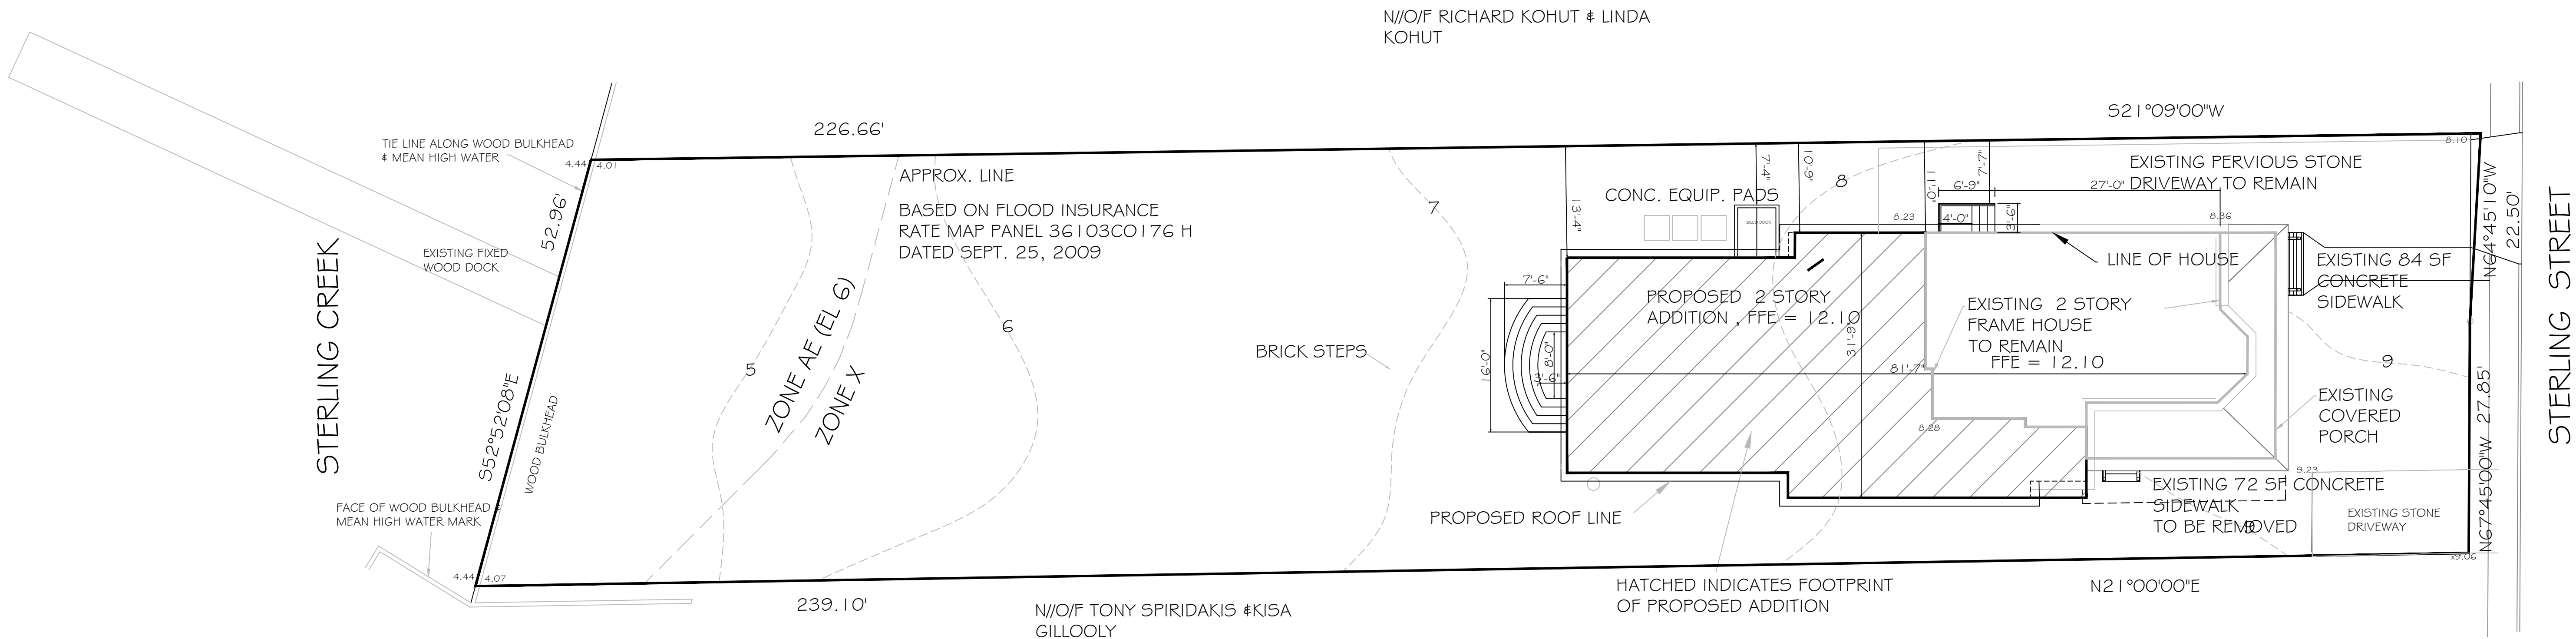 N//O/F RICHARD KOHUT & LINDA
KOHUT
S21°09'00"W
226.66'
TIE LINE ALONG WOOD BULKHEAD
& MEAN HIGH WATER
4.44
4.01
8.10
APPROX. LINE
BASED ON FLOOD INSURANCE
RATE MAP PANEL 36103C0176 H
DATED SEPT. 25, 2009
52.96'
EXISTING FIXED
WOOD DOCK
STERLING CREEK
S52°52'08"E
WOOD BULKHEAD
FACE OF WOOD BULKHEAD
MEAN HIGH WATER MARK
4.44
4.07
5
ZONE AE (EL 6)
ZONE X
6
7
BRICK STEPS
CONC. EQUIP. PADS
BILCO DOOR
13'-4"
7'-4"
10'-9"
8
11'-0"
7'-7"
6'-9"
4'-0"
3'-6"
27'-0"
8.23
8.36
EXISTING PERVIOUS STONE
DRIVEWAY TO REMAIN
LINE OF HOUSE
EXISTING 84 SF
CONCRETE
SIDEWALK
N64°45'10"W
22.50'
STERLING STREET
7'-6"
16'-0"
8'-0"
3'-6"
PROPOSED 2 STORY
ADDITION , FFE = 12.10
31'-9"
81'-7"
EXISTING 2 STORY
FRAME HOUSE
TO REMAIN
FFE = 12.10
8.28
9
EXISTING
COVERED
PORCH
9.23
N67°45'00"W 27.85'
EXISTING 72 SF CONCRETE
SIDEWALK
TO BE REMOVED
9
EXISTING STONE
DRIVEWAY
x9.06
PROPOSED ROOF LINE
HATCHED INDICATES FOOTPRINT
OF PROPOSED ADDITION
N21°00'00"E
239.10'
N//O/F TONY SPIRIDAKIS &KISA
GILLOOLY